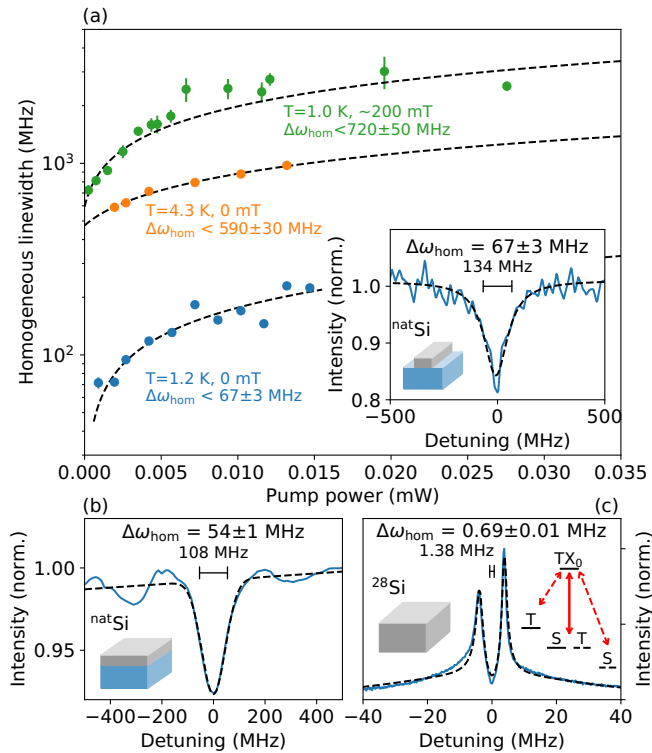 (a)
Homogeneous linewidth (MHz)
10³
10²
T=1.0 K, ~200 mT
Δω_hom<720±50 MHz
T=4.3 K, 0 mT
Δω_hom < 590±30 MHz
T=1.2 K, 0 mT
Δω_hom < 67±3 MHz
0.000 0.005 0.010 0.015 0.020 0.025 0.030 0.035
Pump power (mW)
Δω_hom = 67±3 MHz
134 MHz
Intensity (norm.)
1.0
0.9
0.8
natSi
−500 0 500
Detuning (MHz)
(b)
Δω_hom = 54±1 MHz
108 MHz
Intensity (norm.)
1.00
0.95
natSi
−400 −200 0 200 400
Detuning (MHz)
(c)
Δω_hom = 0.69±0.01 MHz
1.38 MHz
²⁸Si
TX₀
T
S T
S
Intensity (norm.)
−40 −20 0 20 40
Detuning (MHz)